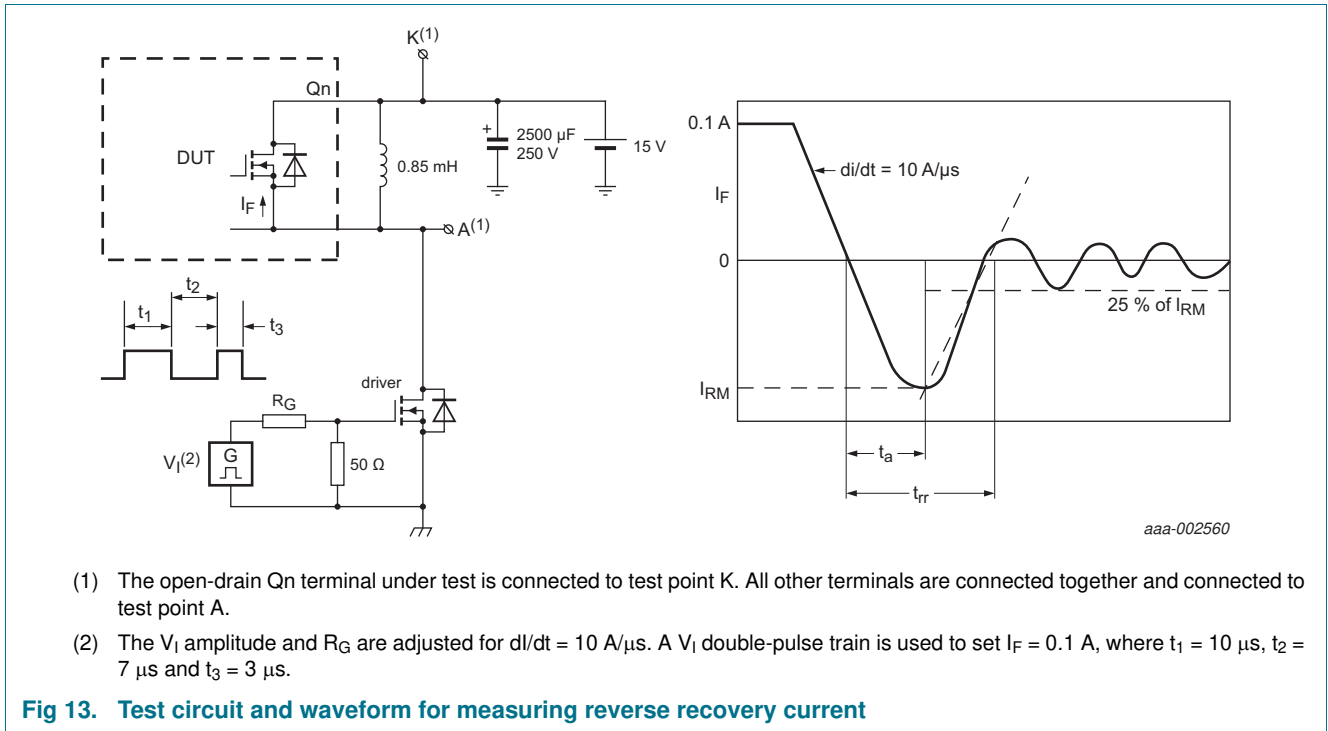 K(1)
Qn
DUT
IF
0.85 mH
+
2500 µF
250 V
15 V
A(1)
t1
t2
t3
driver
RG
VI(2)
G
50 Ω
0.1 A
di/dt = 10 A/µs
IF
0
25 % of IRM
IRM
ta
trr
aaa-002560
(1) The open-drain Qn terminal under test is connected to test point K. All other terminals are connected together and connected to
test point A.
(2) The VI amplitude and RG are adjusted for dI/dt = 10 A/µs. A VI double-pulse train is used to set IF = 0.1 A, where t1 = 10 µs, t2 =
7 µs and t3 = 3 µs.
Fig 13. Test circuit and waveform for measuring reverse recovery current